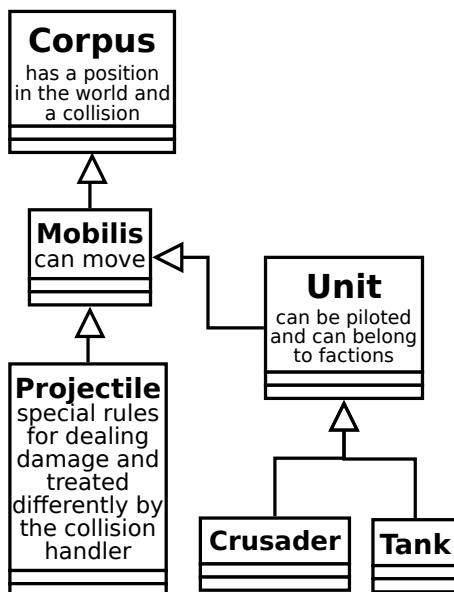 Corpus
has a position
in the world and
a collision
Mobilis
can move
Unit
can be piloted
and can belong
to factions
Projectile
special rules
for dealing
damage and
treated
differently by
the collision
handler
Crusader
Tank